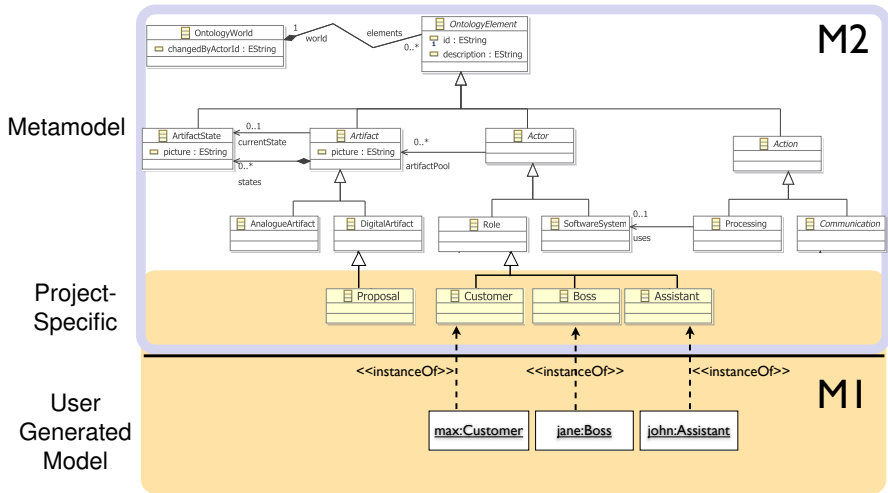 OntologyWorld
changedByActorId : EString
1
world
elements
0..*
OntologyElement
id : EString
description : EString
M2
Metamodel
ArtifactState
picture : EString
0..1
currentState
0..*
states
Artifact
picture : EString
0..*
artifactPool
Actor
Action
AnalogueArtifact
DigitalArtifact
Role
SoftwareSystem
0..1
uses
Processing
Communication
Project-
Specific
Proposal
Customer
Boss
Assistant
<<instanceOf>>
<<instanceOf>>
<<instanceOf>>
M1
User
Generated
Model
max:Customer
jane:Boss
john:Assistant